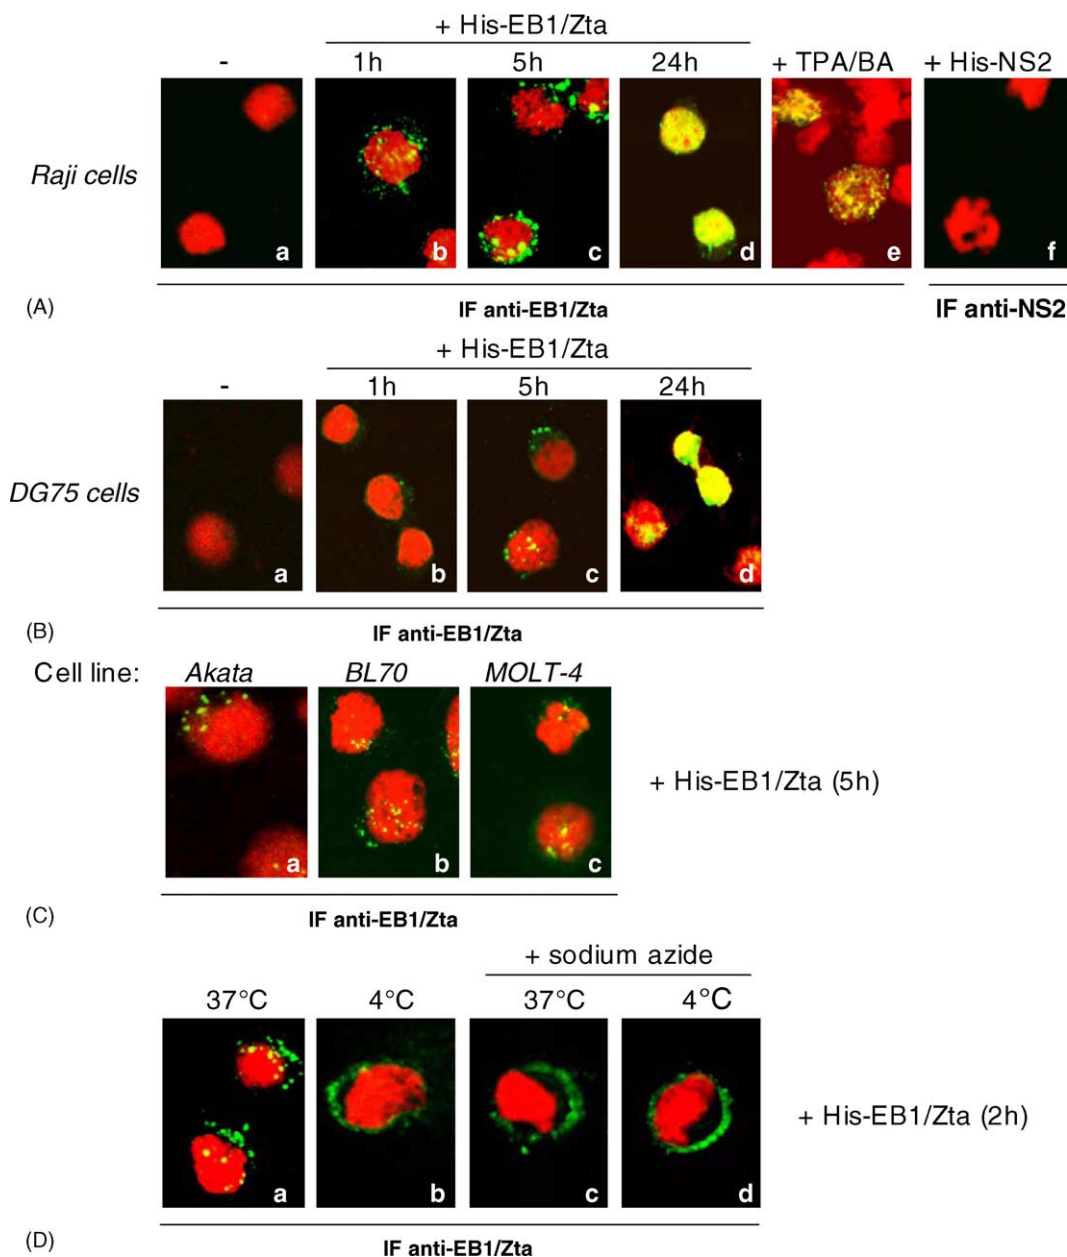 + His-EB1/Zta
- 1h 5h 24h + TPA/BA + His-NS2
Raji cells
a b c d e f
(A) IF anti-EB1/Zta IF anti-NS2
+ His-EB1/Zta
- 1h 5h 24h
DG75 cells
a b c d
(B) IF anti-EB1/Zta
Cell line: Akata BL70 MOLT-4
+ His-EB1/Zta (5h)
a b c
(C) IF anti-EB1/Zta
+ sodium azide
37°C 4°C 37°C 4°C
+ His-EB1/Zta (2h)
a b c d
(D) IF anti-EB1/Zta